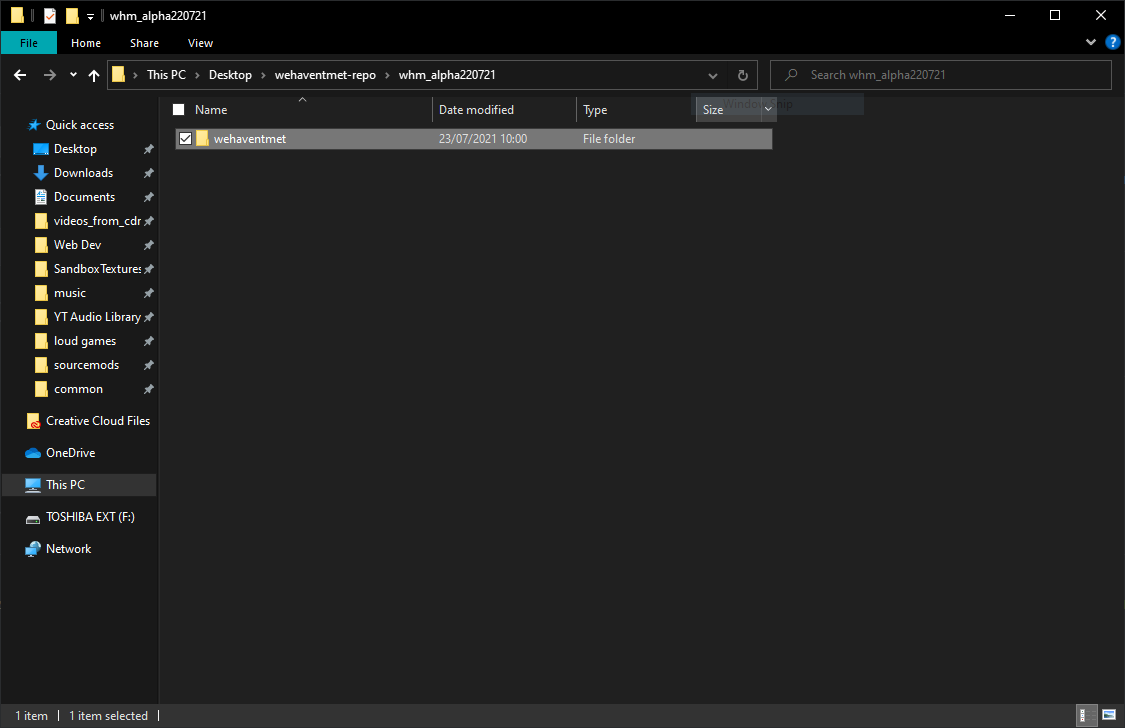 whm_alpha220721
File Home Share View
This PC Desktop wehaventmet-repo whm_alpha220721 Search whm_alpha220721
Name Date modified Type Size
wehaventmet 23/07/2021 10:00 File folder
Quick access
Desktop
Downloads
Documents
videos_from_cdr
Web Dev
SandboxTextures
music
YT Audio Library
loud games
sourcemods
common
Creative Cloud Files
OneDrive
This PC
TOSHIBA EXT (F:)
Network
1 item 1 item selected